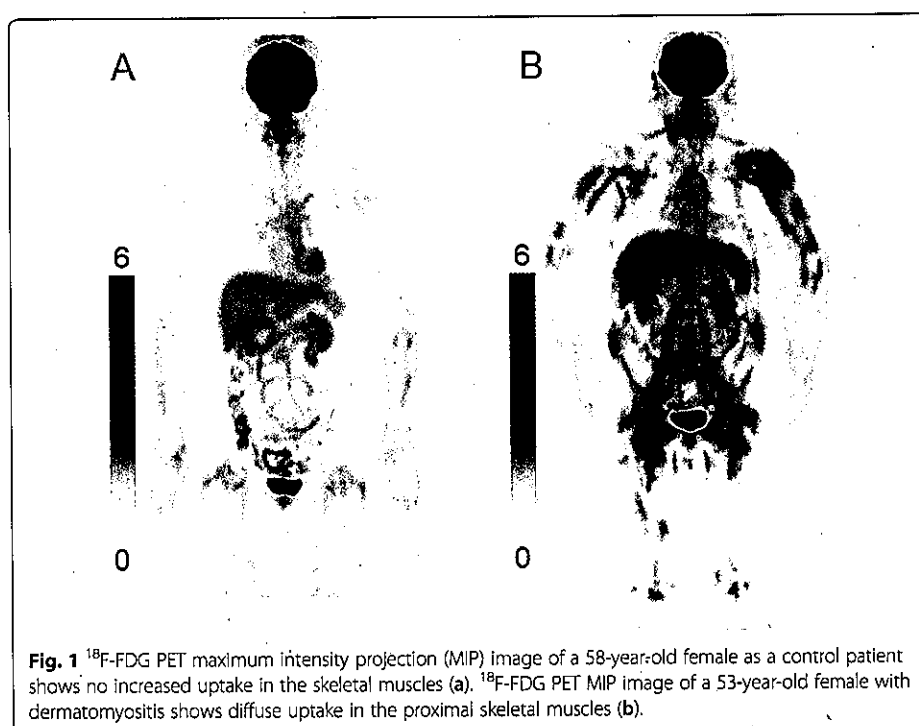 A
B
6
6
0
0
Fig. 1 ¹⁸F-FDG PET maximum intensity projection (MIP) image of a 58-year-old female as a control patient
shows no increased uptake in the skeletal muscles (a). ¹⁸F-FDG PET MIP image of a 53-year-old female with
dermatomyositis shows diffuse uptake in the proximal skeletal muscles (b).